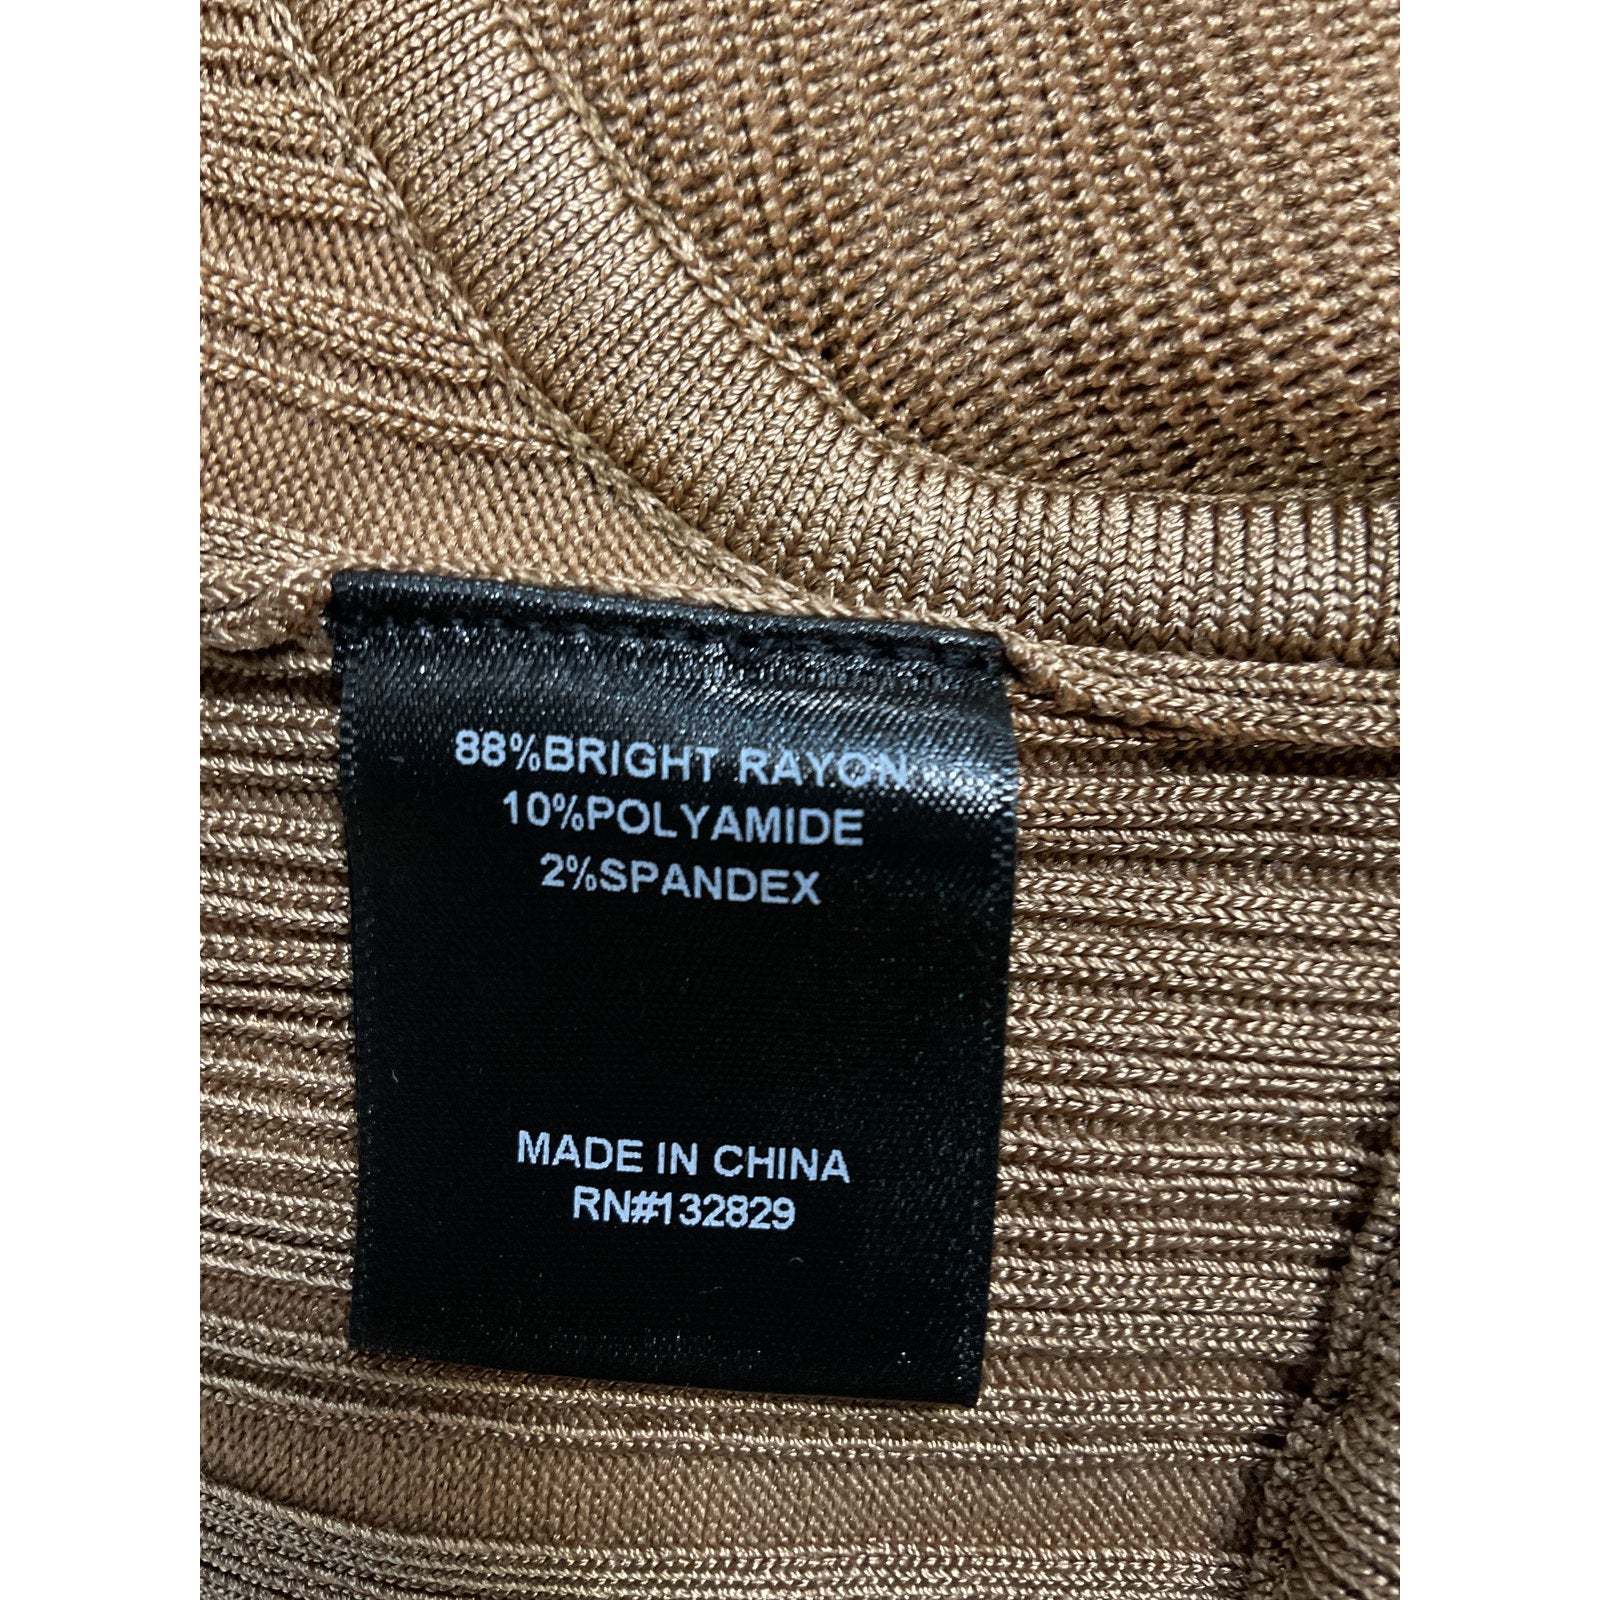 88%BRIGHT RAYON
10%POLYAMIDE
2%SPANDEX
MADE IN CHINA
RN#132829